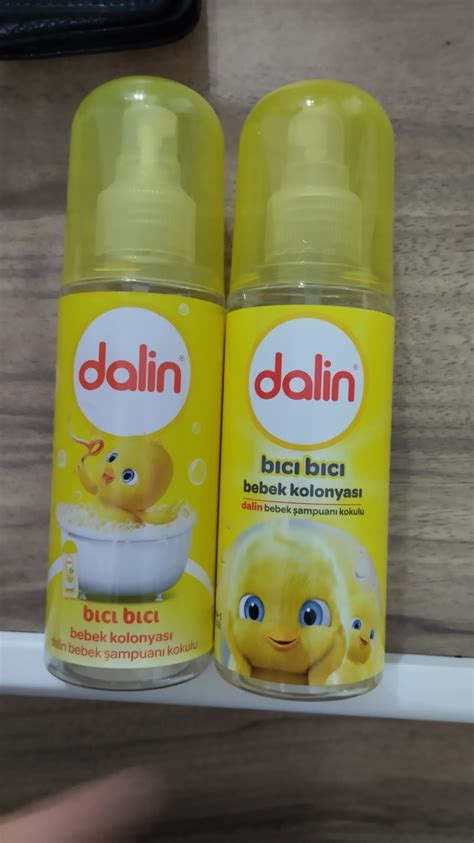 dalin®
bıcı bıcı
bebek kolonyası
dalin bebek şampuanı kokulu
dalin®
bıcı bıcı
bebek kolonyası
dalin bebek şampuanı kokulu